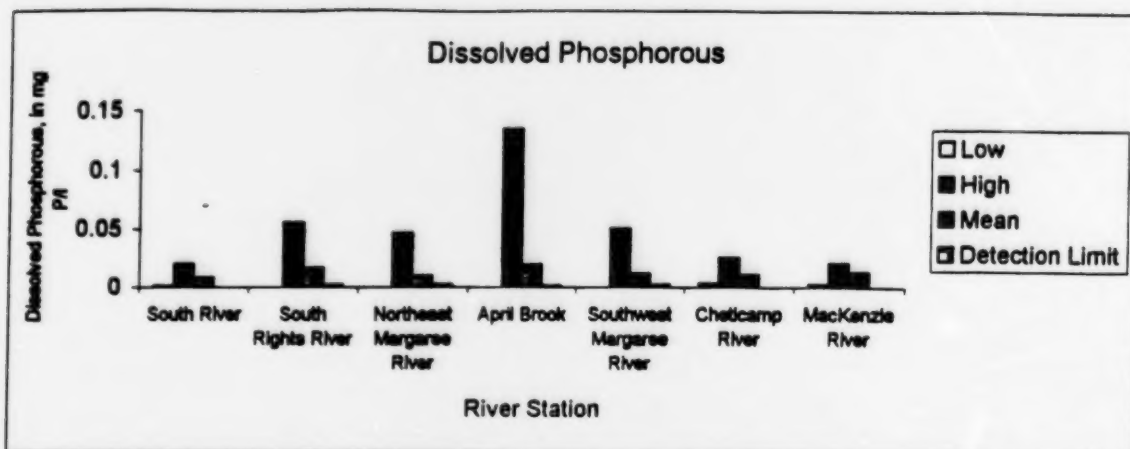 Dissolved Phosphorous
Dissolved Phosphorous, in mg
P/l
0.15
0.1
0.05
0
South River
South
Rights River
Northeast
Margaree
River
April Brook
Southwest
Margaree
River
Cheticamp
River
MacKenzie
River
River Station
Low
High
Mean
Detection Limit